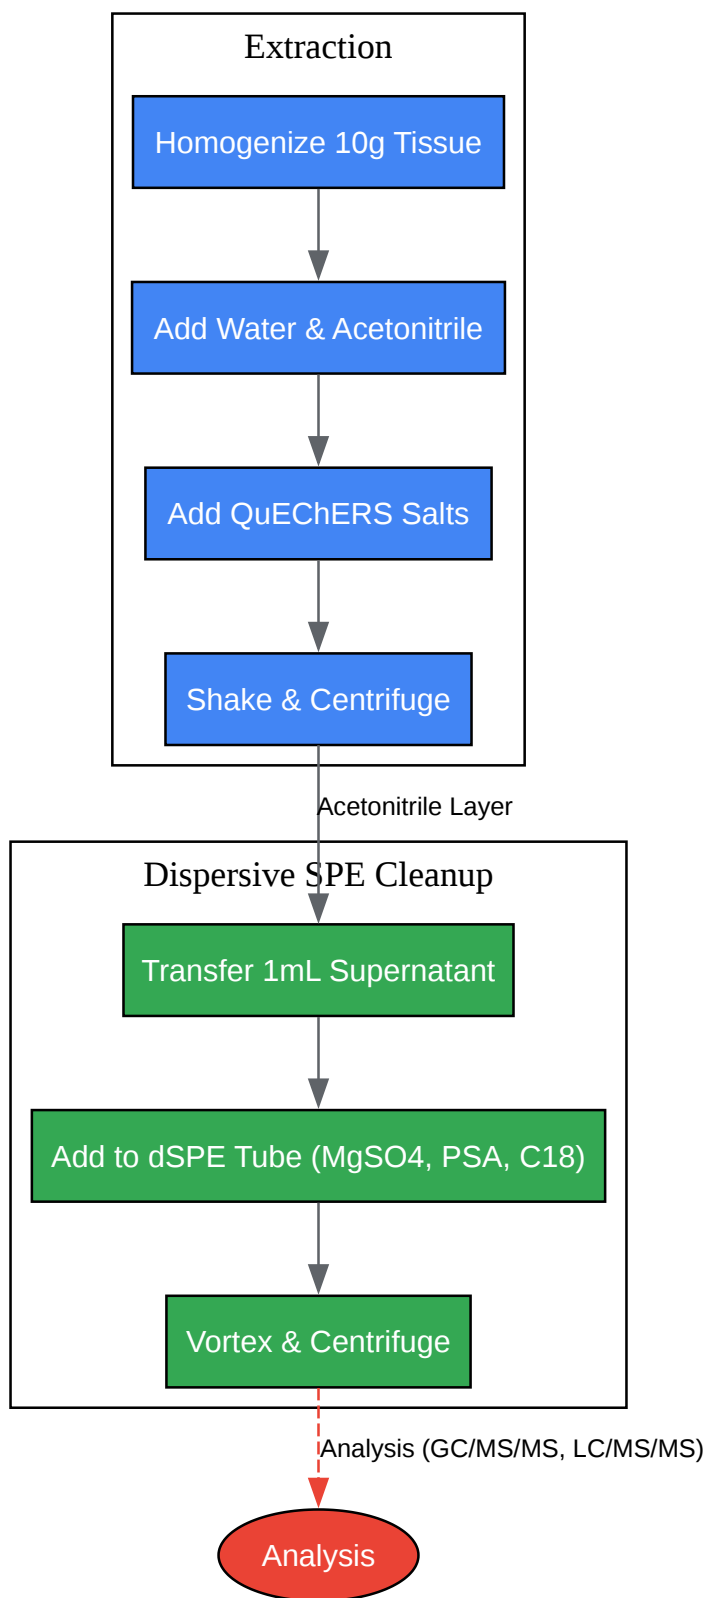 Extraction
Homogenize 10g Tissue
Add Water & Acetonitrile
Add QuEChERS Salts
Shake & Centrifuge
Acetonitrile Layer
Dispersive SPE Cleanup
Transfer 1mL Supernatant
Add to dSPE Tube (MgSO4, PSA, C18)
Vortex & Centrifuge
Analysis (GC/MS/MS, LC/MS/MS)
Analysis